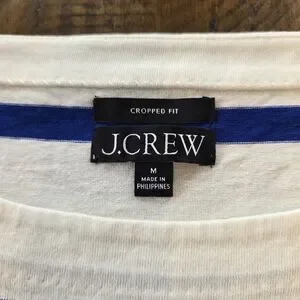 CROPPED FIT
J.CREW
M
MADE IN
PHILIPPINES